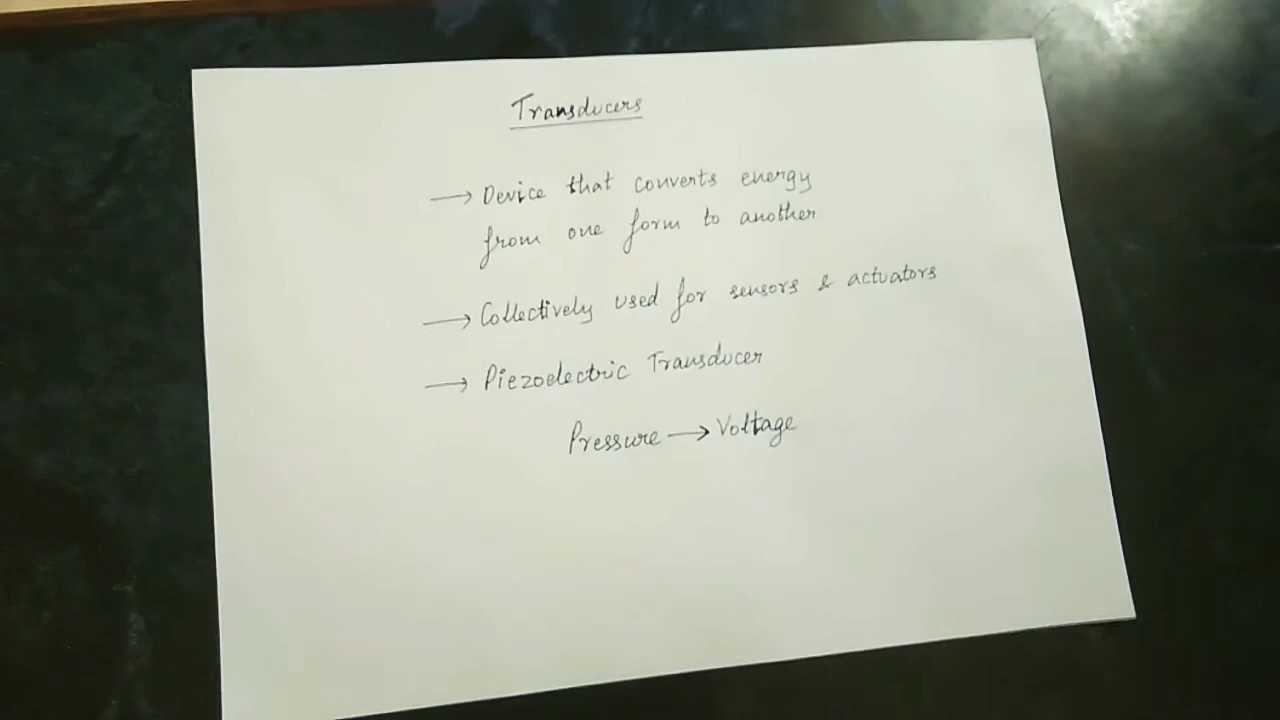 Transducers
→ Device that converts energy
from one form to another
→ Collectively used for sensors & actuators
→ Piezoelectric Transducer
Pressure → Voltage